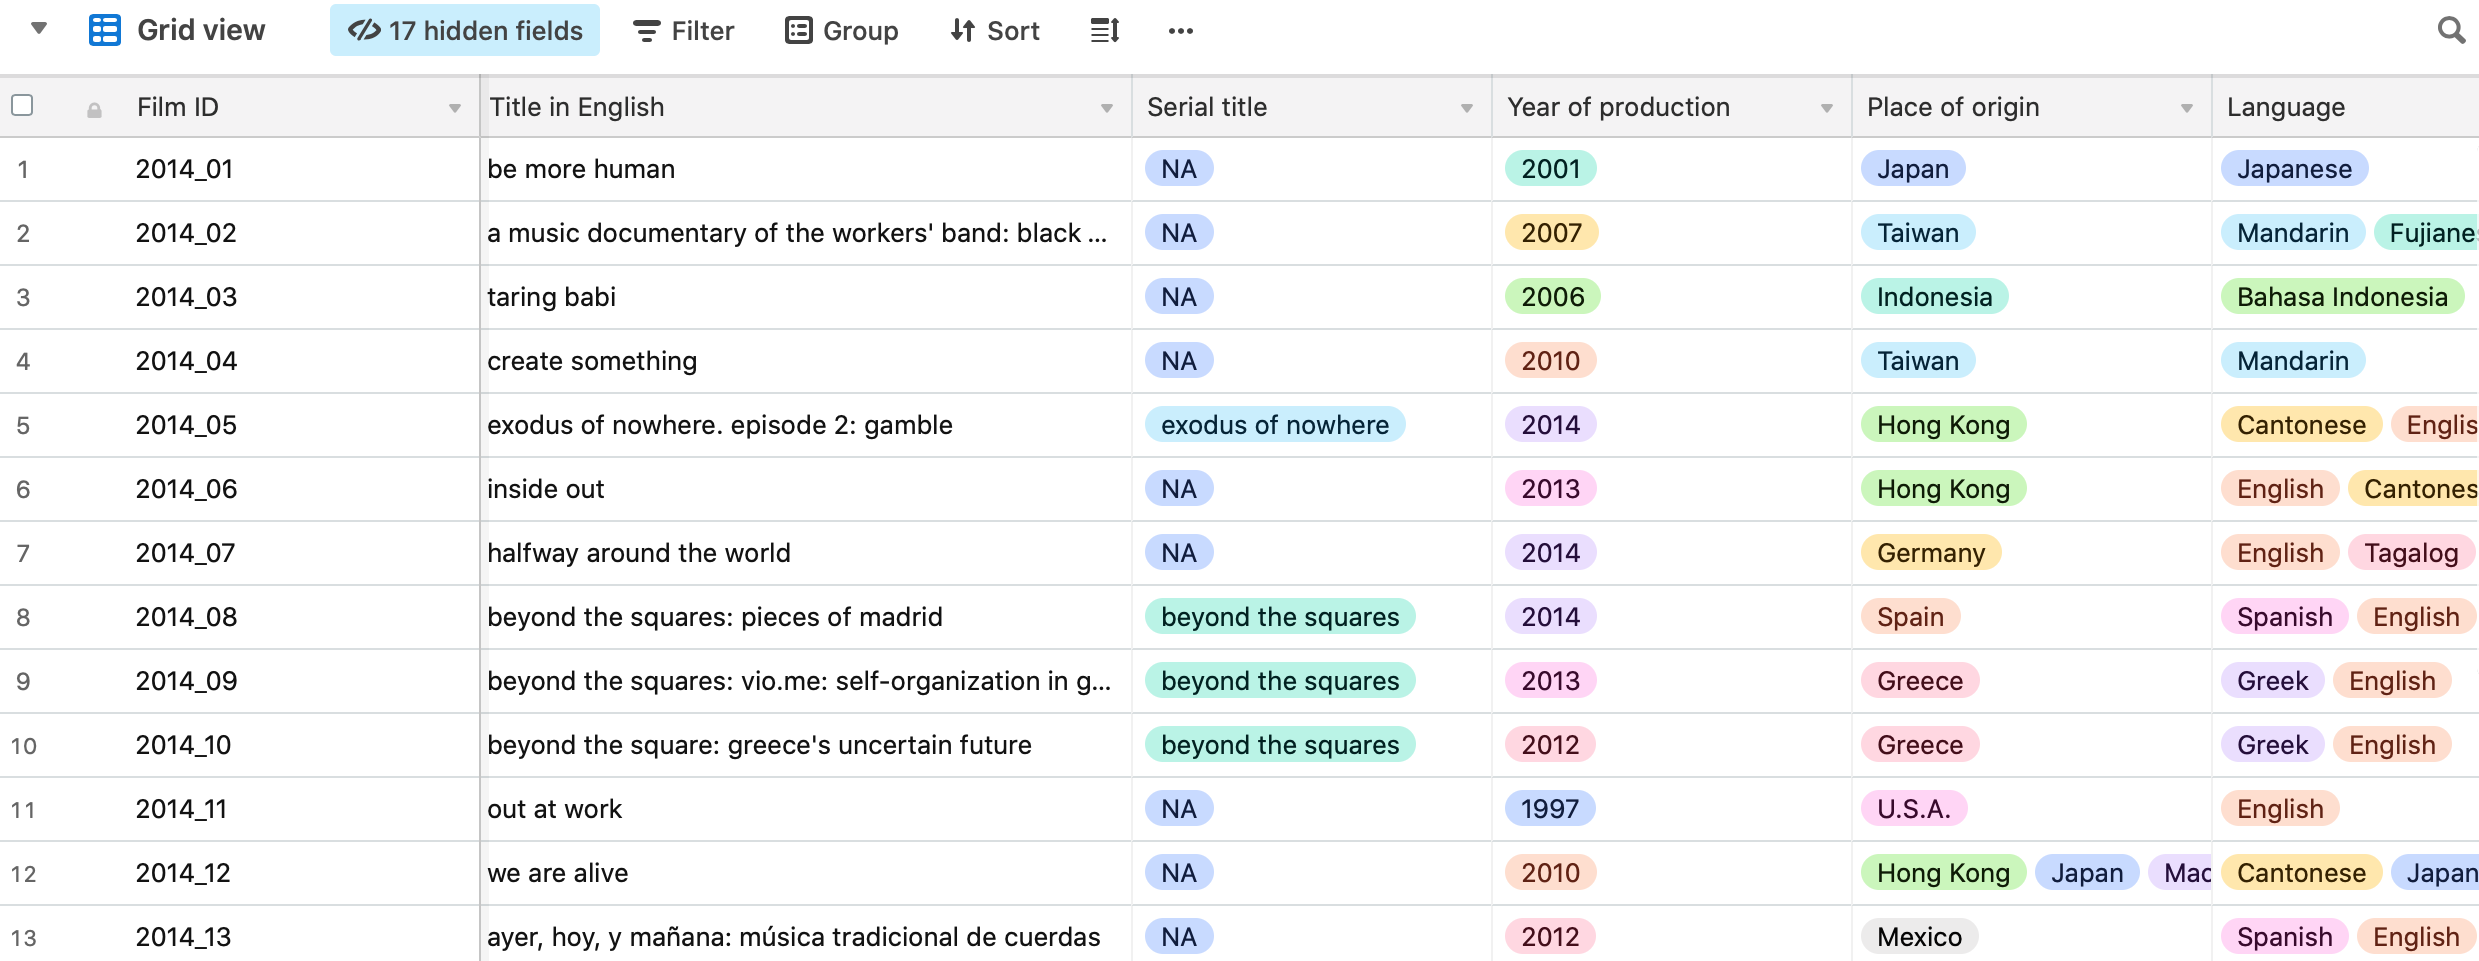 Grid view 17 hidden fields Filter Group Sort
Film ID Title in English Serial title Year of production Place of origin Language
1 2014_01 be more human NA 2001 Japan Japanese
2 2014_02 a music documentary of the workers' band: black ... NA 2007 Taiwan Mandarin Fujiane
3 2014_03 taring babi NA 2006 Indonesia Bahasa Indonesia
4 2014_04 create something NA 2010 Taiwan Mandarin
5 2014_05 exodus of nowhere. episode 2: gamble exodus of nowhere 2014 Hong Kong Cantonese Englis
6 2014_06 inside out NA 2013 Hong Kong English Cantones
7 2014_07 halfway around the world NA 2014 Germany English Tagalog
8 2014_08 beyond the squares: pieces of madrid beyond the squares 2014 Spain Spanish English
9 2014_09 beyond the squares: vio.me: self-organization in g... beyond the squares 2013 Greece Greek English
10 2014_10 beyond the square: greece's uncertain future beyond the squares 2012 Greece Greek English
11 2014_11 out at work NA 1997 U.S.A. English
12 2014_12 we are alive NA 2010 Hong Kong Japan Mac Cantonese Japan
13 2014_13 ayer, hoy, y mañana: música tradicional de cuerdas NA 2012 Mexico Spanish English